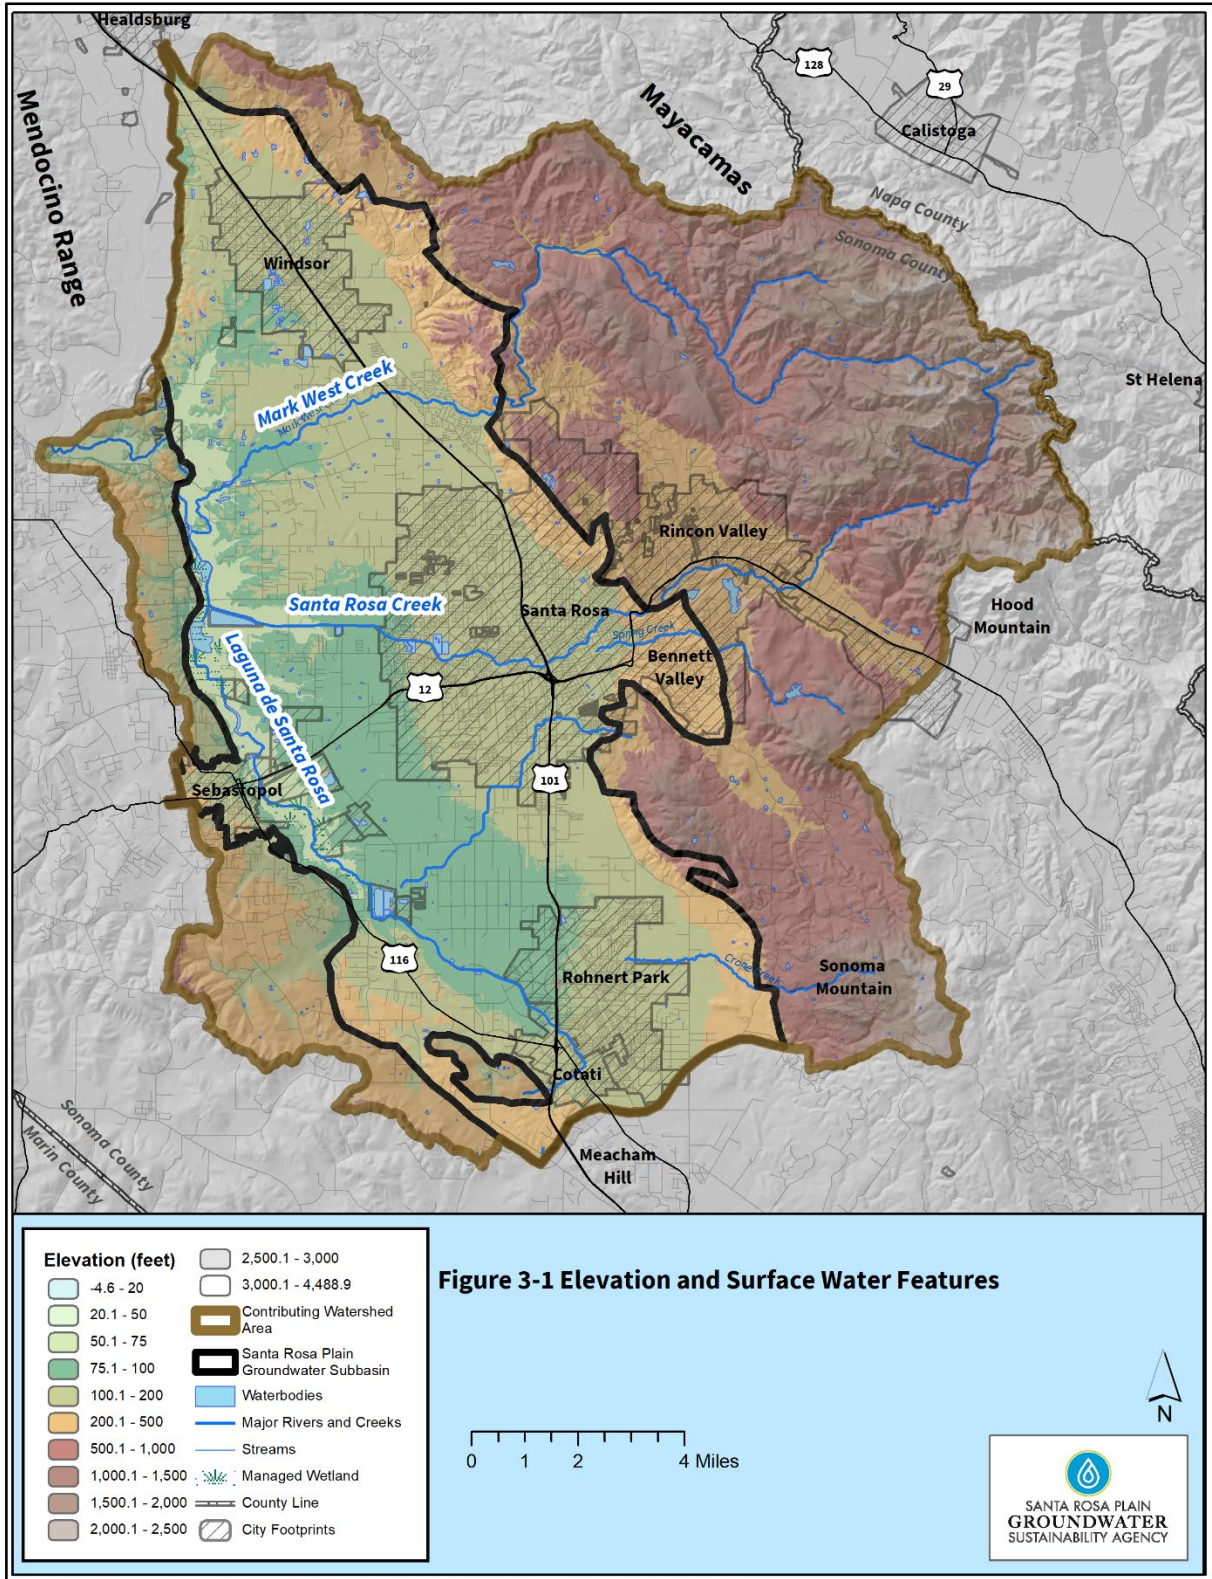 Healdsburg
128
29
Mendocino Range
Mayacamas
Calistoga
Napa County
Sonoma County
Windsor
St Helena
Mark West Creek
Rincon Valley
Santa Rosa Creek
Santa Rosa
Hood
Mountain
Spring Creek
Bennett
Valley
Laguna de Santa Rosa
12
101
Sebastopol
116
Rohnert Park
Crane Creek
Sonoma
Mountain
Cotati
Meacham
Hill
Sonoma County
Marin County
Elevation (feet)
-4.6 - 20
20.1 - 50
50.1 - 75
75.1 - 100
100.1 - 200
200.1 - 500
500.1 - 1,000
1,000.1 - 1,500
1,500.1 - 2,000
2,000.1 - 2,500
2,500.1 - 3,000
3,000.1 - 4,488.9
Contributing Watershed
Area
Santa Rosa Plain
Groundwater Subbasin
Waterbodies
Major Rivers and Creeks
Streams
Managed Wetland
County Line
City Footprints
Figure 3-1 Elevation and Surface Water Features
0 1 2 4 Miles
N
SANTA ROSA PLAIN
GROUNDWATER
SUSTAINABILITY AGENCY